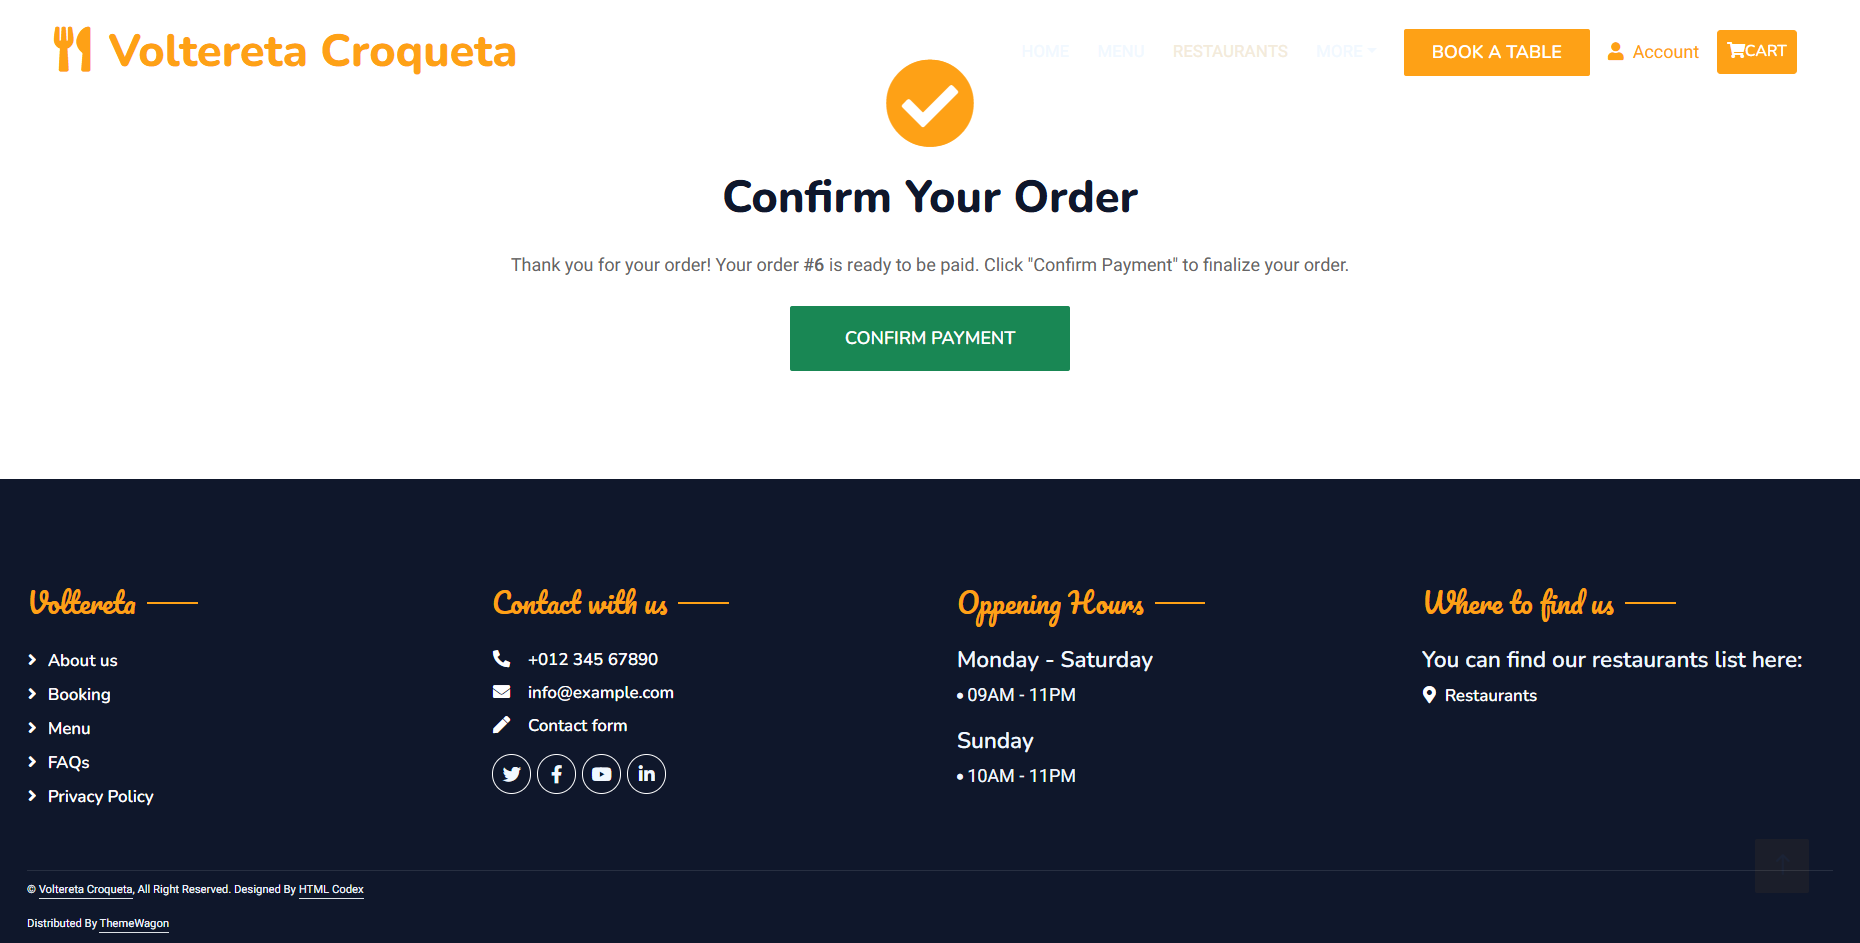 Voltereta Croqueta
HOME MENU RESTAURANTS MORE BOOK A TABLE Account CART
Confirm Your Order
Thank you for your order! Your order #6 is ready to be paid. Click "Confirm Payment" to finalize your order.
CONFIRM PAYMENT
Voltereta
About us
Booking
Menu
FAQs
Privacy Policy
Contact with us
+012 345 67890
info@example.com
Contact form
Oppening Hours
Monday - Saturday
• 09AM - 11PM
Sunday
• 10AM - 11PM
Where to find us
You can find our restaurants list here:
Restaurants
© Voltereta Croqueta, All Right Reserved. Designed By HTML Codex
Distributed By ThemeWagon